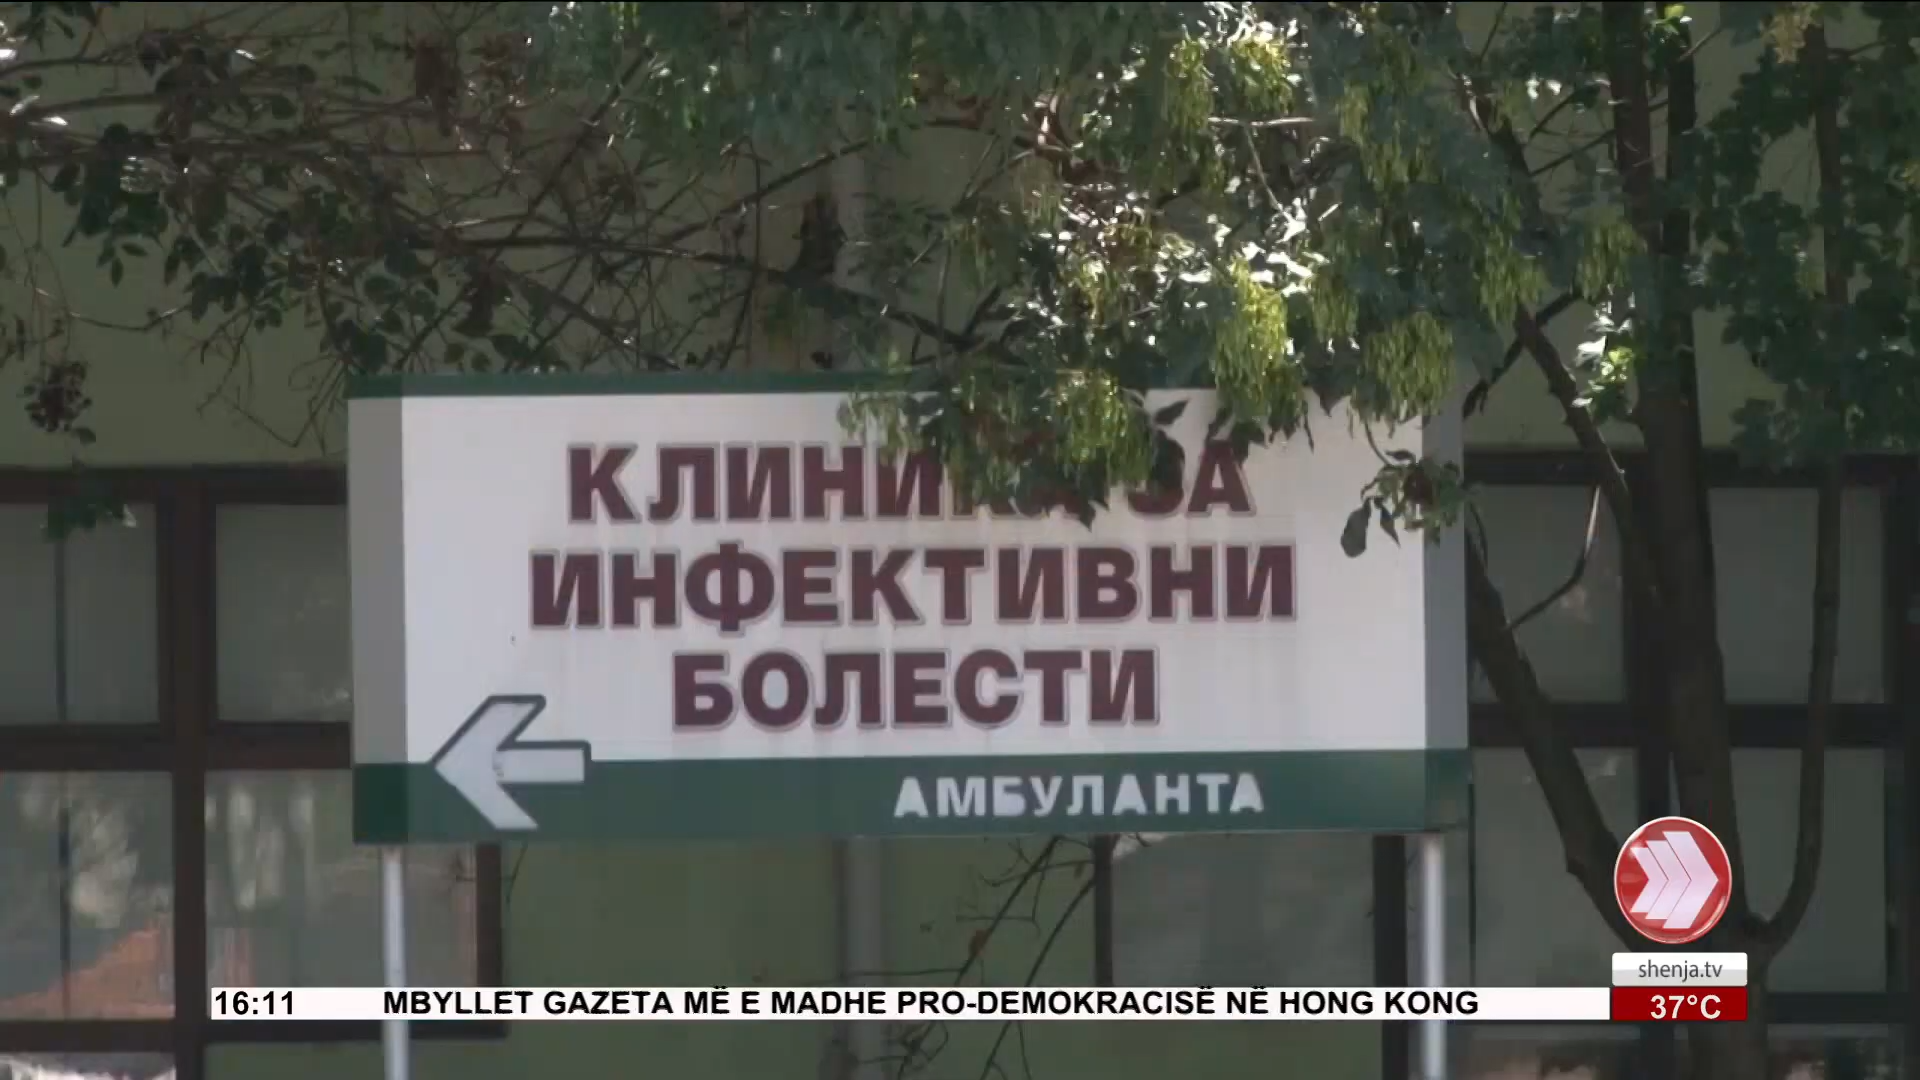 КЛИНИКА ЗА
ИНФЕКТИВНИ
БОЛЕСТИ
АМБУЛАНТА
shenja.tv
16:11 MBYLLET GAZETA MË E MADHE PRO-DEMOKRACISË NË HONG KONG 37°C